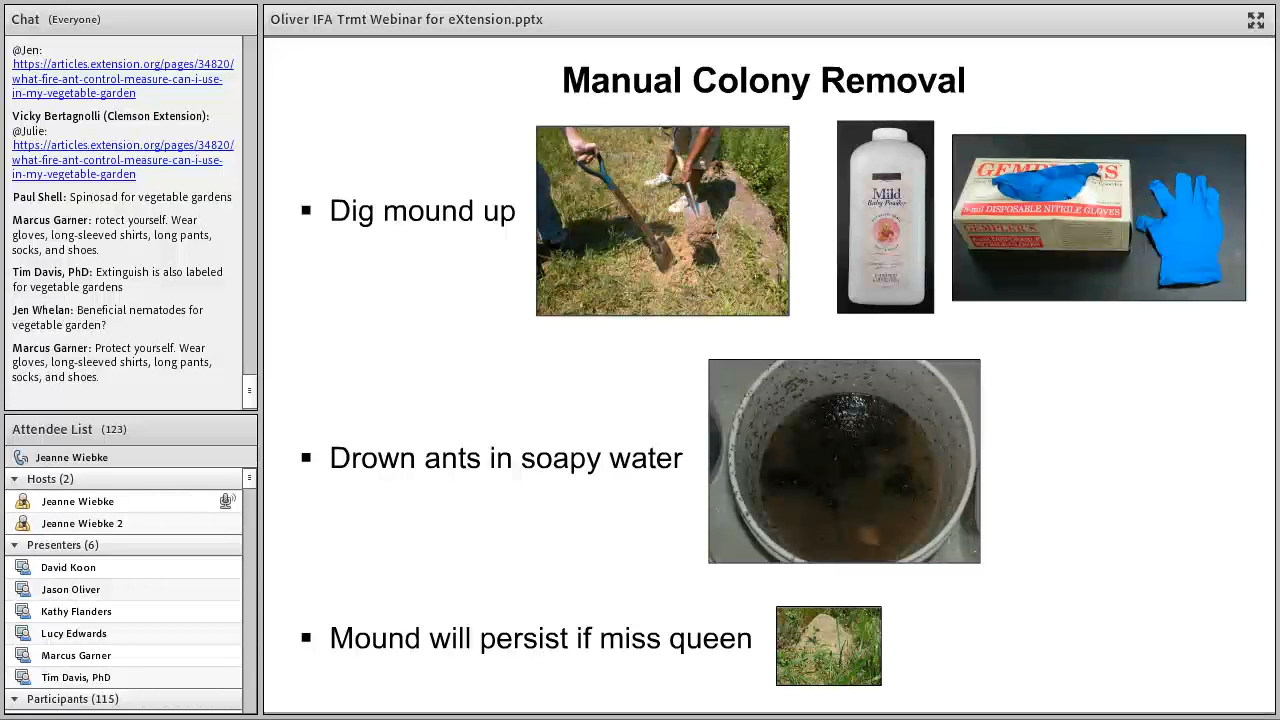 Chat (Everyone)
Oliver IFA Trmt Webinar for eXtension.pptx
@Jen:
https://articles.extension.org/pages/34820/
what-fire-ant-control-measure-can-i-use-
in-my-vegetable-garden
Vicky Bertagnolli (Clemson Extension):
@Julie:
https://articles.extension.org/pages/34820/
what-fire-ant-control-measure-can-i-use-
in-my-vegetable-garden
Paul Shell: Spinosad for vegetable gardens
Marcus Garner: rotect yourself. Wear
gloves, long-sleeved shirts, long pants,
socks, and shoes.
Tim Davis, PhD: Extinguish is also labeled
for vegetable gardens
Jen Whelan: Beneficial nematodes for
vegetable garden?
Marcus Garner: Protect yourself. Wear
gloves, long-sleeved shirts, long pants,
socks, and shoes.
Attendee List (123)
Jeanne Wiebke
Hosts (2)
Jeanne Wiebke
Jeanne Wiebke 2
Presenters (6)
David Koon
Jason Oliver
Kathy Flanders
Lucy Edwards
Marcus Garner
Tim Davis, PhD
Participants (115)
Manual Colony Removal
▪ Dig mound up
Mild
Baby Powder
GEMPLER'S
DISPOSABLE NITRILE GLOVES
▪ Drown ants in soapy water
▪ Mound will persist if miss queen